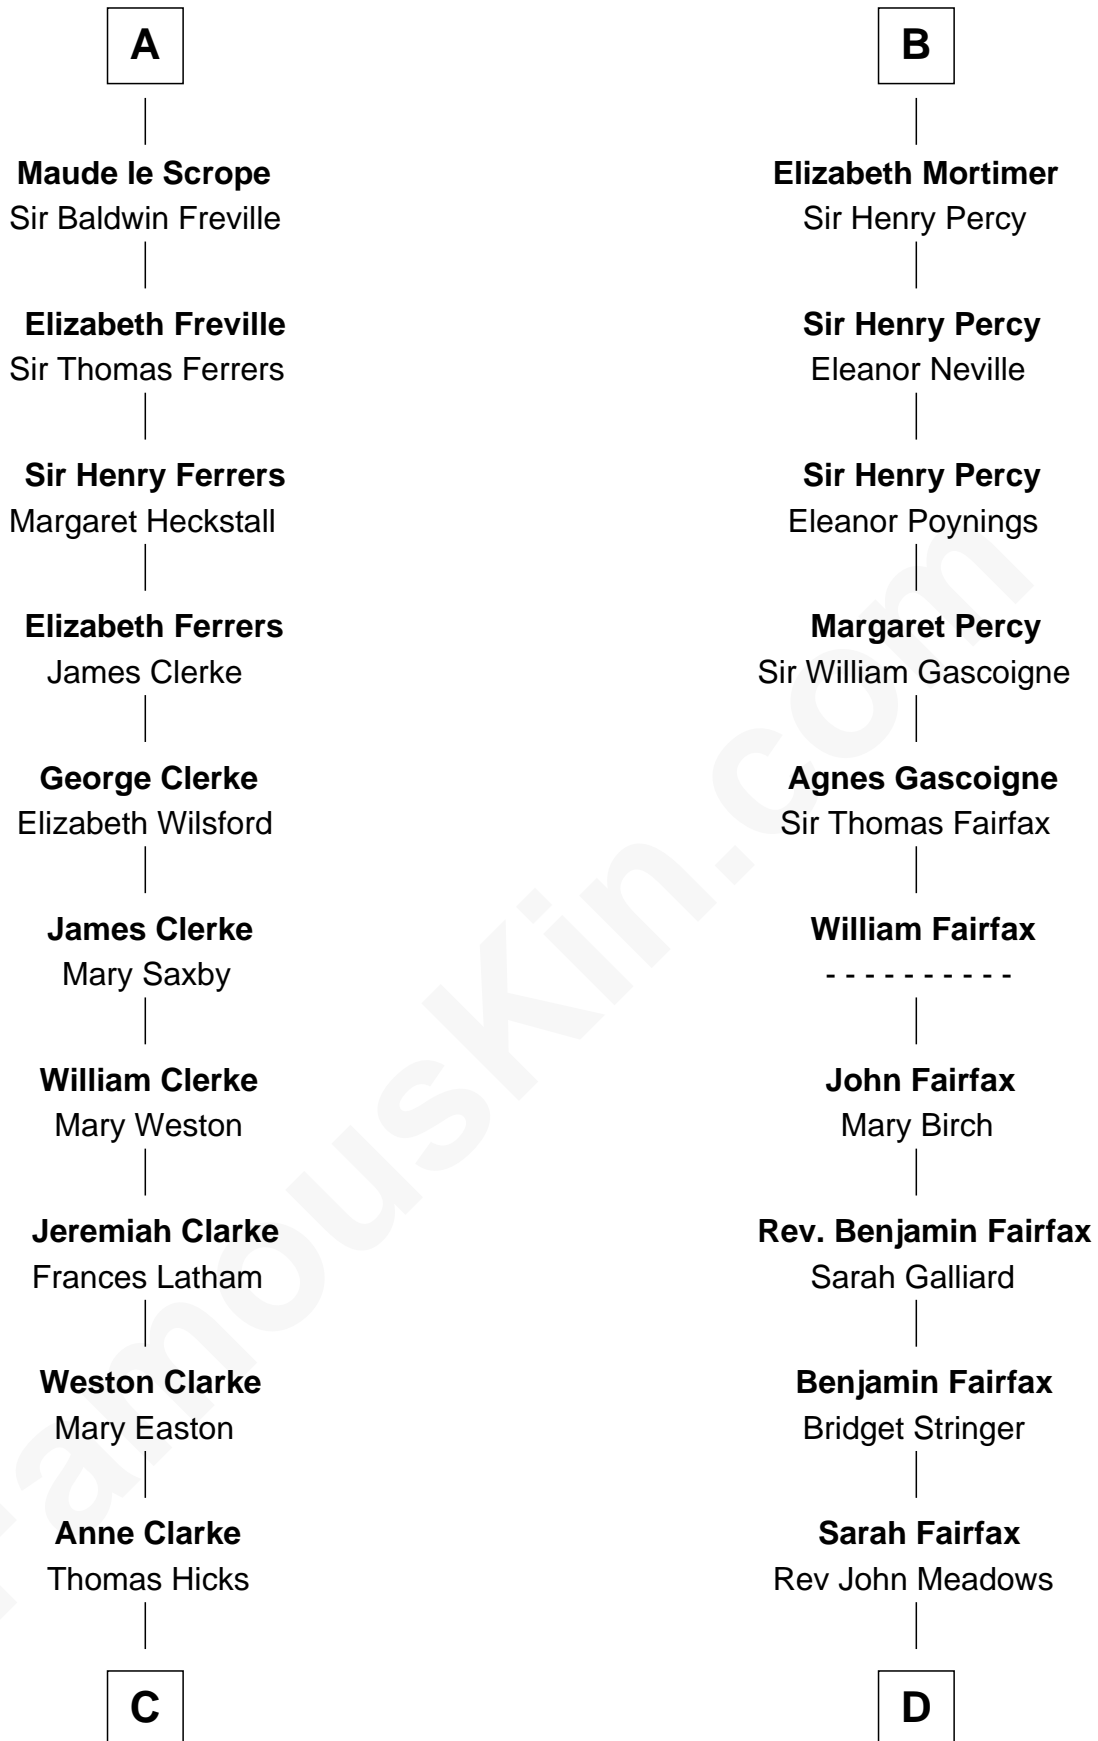 A
Maude le Scrope
Sir Baldwin Freville
Elizabeth Freville
Sir Thomas Ferrers
Sir Henry Ferrers
Margaret Heckstall
Elizabeth Ferrers
James Clerke
George Clerke
Elizabeth Wilsford
James Clerke
Mary Saxby
William Clerke
Mary Weston
Jeremiah Clarke
Frances Latham
Weston Clarke
Mary Easton
Anne Clarke
Thomas Hicks
C
B
Elizabeth Mortimer
Sir Henry Percy
Sir Henry Percy
Eleanor Neville
Sir Henry Percy
Eleanor Poynings
Margaret Percy
Sir William Gascoigne
Agnes Gascoigne
Sir Thomas Fairfax
William Fairfax
- - - - - - - - - -
John Fairfax
Mary Birch
Rev. Benjamin Fairfax
Sarah Galliard
Benjamin Fairfax
Bridget Stringer
Sarah Fairfax
Rev John Meadows
D
FamousKin.com